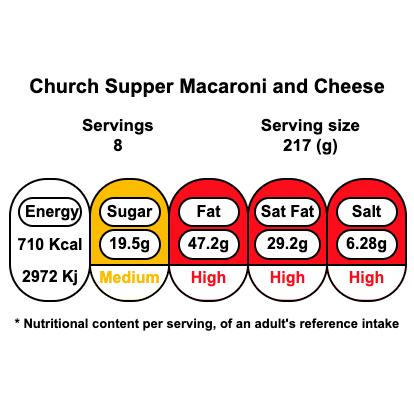 Church Supper Macaroni and Cheese
Servings Serving size
8 217 (g)
Energy Sugar Fat Sat Fat Salt
710 Kcal 19.5g 47.2g 29.2g 6.28g
2972 Kj Medium High High High
* Nutritional content per serving, of an adult's reference intake